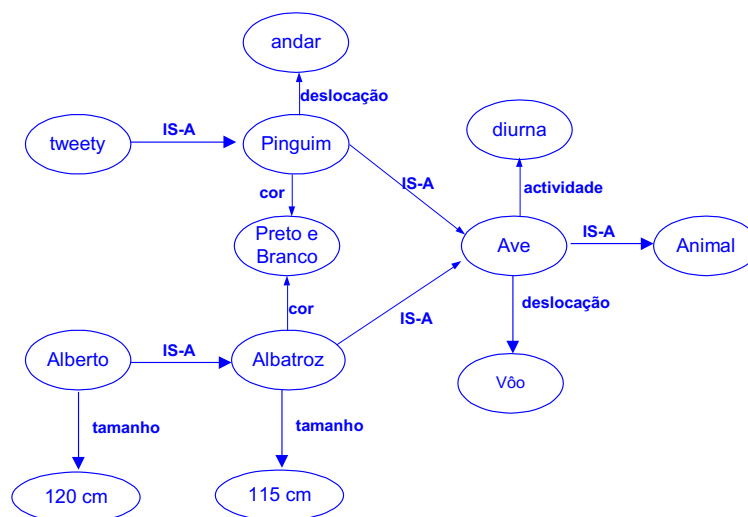 andar
deslocação
tweety
IS-A
Pinguim
diurna
cor
IS-A
actividade
Preto e
Branco
Ave
IS-A
Animal
cor
IS-A
deslocação
Alberto
IS-A
Albatroz
Vôo
tamanho
tamanho
120 cm
115 cm